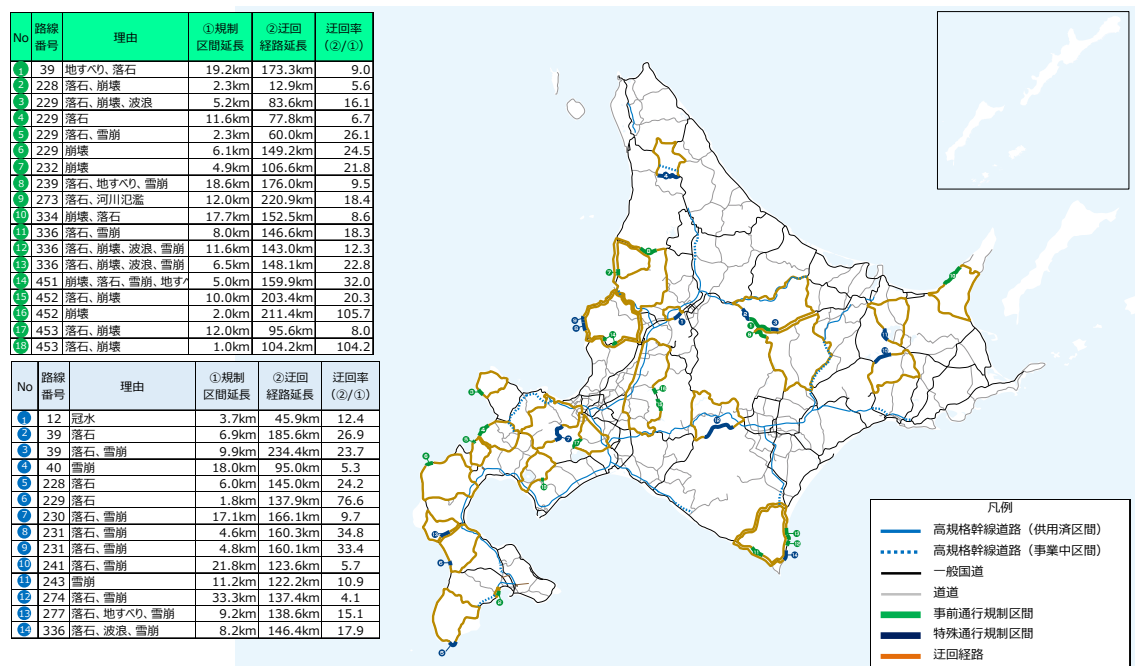 No 路線番号 理由 ①規制区間延長 ②迂回経路延長 迂回率(②/①)
1 39 地すべり、落石 19.2km 173.3km 9.0
2 228 落石、崩壊 2.3km 12.9km 5.6
3 229 落石、崩壊、波浪 5.2km 83.6km 16.1
4 229 落石 11.6km 77.8km 6.7
5 229 落石、雪崩 2.3km 60.0km 26.1
6 229 崩壊 6.1km 149.2km 24.5
7 232 崩壊 4.9km 106.6km 21.8
8 239 落石、地すべり、雪崩 18.6km 176.0km 9.5
9 273 落石、河川氾濫 12.0km 220.9km 18.4
10 334 崩壊、落石 17.7km 152.5km 8.6
11 336 落石、雪崩 8.0km 146.6km 18.3
12 336 落石、崩壊、波浪、雪崩 11.6km 143.0km 12.3
13 336 落石、崩壊、波浪、雪崩 6.5km 148.1km 22.8
14 451 崩壊、落石、雪崩、地すべ 5.0km 159.9km 32.0
15 452 落石、崩壊 10.0km 203.4km 20.3
16 452 崩壊 2.0km 211.4km 105.7
17 453 落石、崩壊 12.0km 95.6km 8.0
18 453 落石、崩壊 1.0km 104.2km 104.2
No 路線番号 理由 ①規制区間延長 ②迂回経路延長 迂回率(②/①)
1 12 冠水 3.7km 45.9km 12.4
2 39 落石 6.9km 185.6km 26.9
3 39 落石、雪崩 9.9km 234.4km 23.7
4 40 雪崩 18.0km 95.0km 5.3
5 228 落石 6.0km 145.0km 24.2
6 229 落石 1.8km 137.9km 76.6
7 230 落石、雪崩 17.1km 166.1km 9.7
8 231 落石、雪崩 4.6km 160.3km 34.8
9 231 落石、雪崩 4.8km 160.1km 33.4
10 241 落石、雪崩 21.8km 123.6km 5.7
11 243 雪崩 11.2km 122.2km 10.9
12 274 落石、雪崩 33.3km 137.4km 4.1
13 277 落石、地すべり、雪崩 9.2km 138.6km 15.1
14 336 落石、波浪、雪崩 8.2km 146.4km 17.9
凡例
高規格幹線道路（供用済区間）
高規格幹線道路（事業中区間）
一般国道
道道
事前通行規制区間
特殊通行規制区間
迂回経路